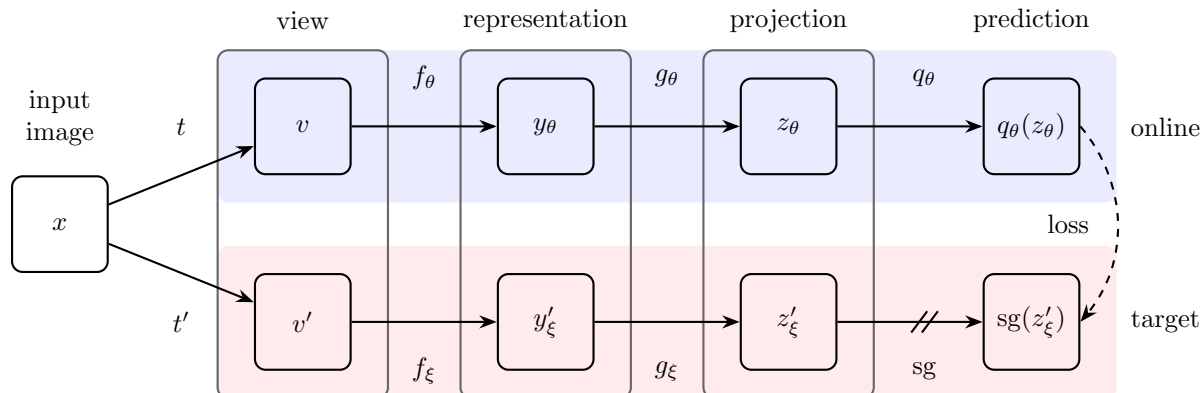 view representation projection prediction
input
image
t
f_θ
g_θ
q_θ
v
y_θ
z_θ
q_θ(z_θ)
online
x
loss
t′
v′
y′_ξ
z′_ξ
sg(z′_ξ)
target
f_ξ
g_ξ
sg